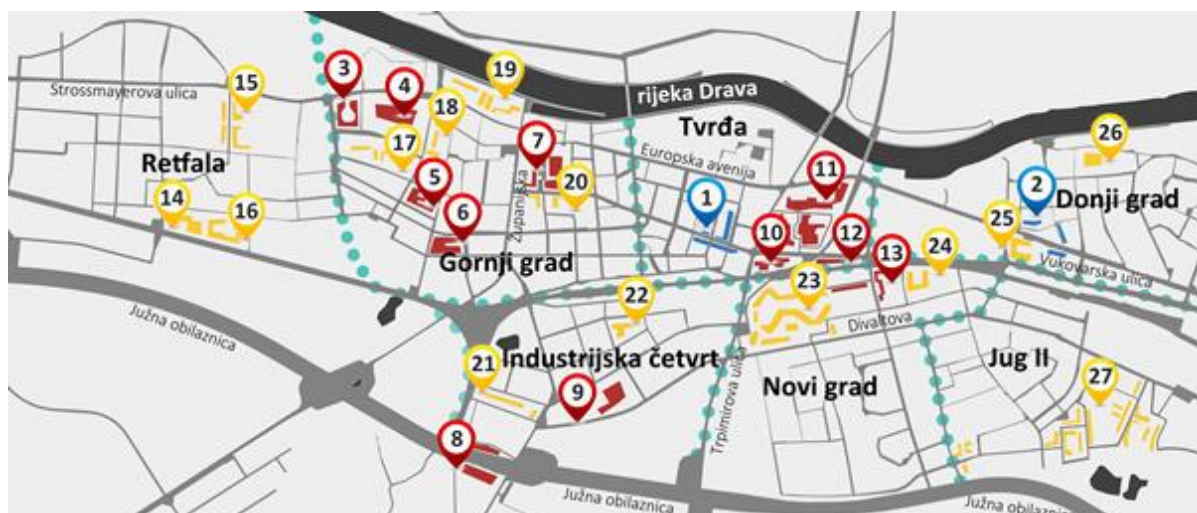 19
3
4
15
Strossmayerova ulica
18
rijeka Drava
Tvrđa
26
17
7
Europska avenija
Retfala
5
20
11
2
Donji grad
14
16
6
Županijska
1
10
12
25
Gornji grad
13
24
Vukovarska ulica
22
23
Južna obilaznica
Divaltova
21
Industrijska četvrt
Trpimirova ulica
Novi grad
Jug II
27
9
8
Južna obilaznica
Južna obilaznica